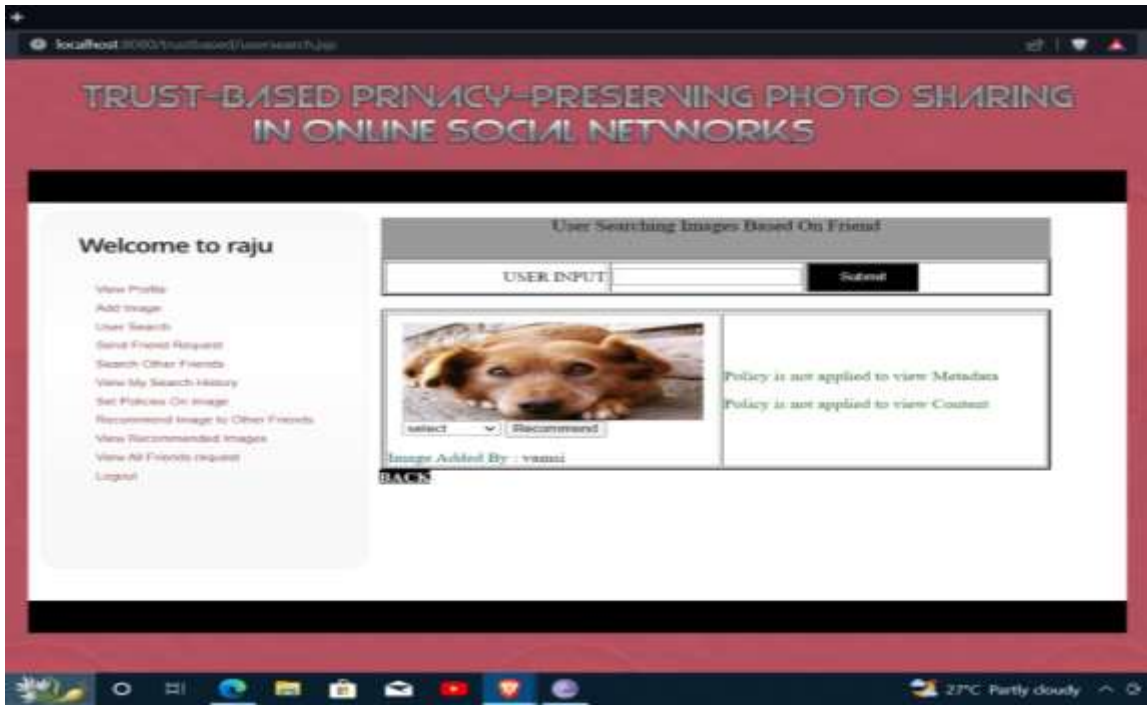 localhost:8080/trustbased/usersearch.jsp
TRUST-BASED PRIVACY-PRESERVING PHOTO SHARING
IN ONLINE SOCIAL NETWORKS
Welcome to raju
View Profile
Add Image
User Search
Send Friend Request
Search Other Friends
View My Search History
Set Policies On Image
Recommend Image to Other Friends
View Recommended Images
View All Friends request
Logout
User Searching Images Based On Friend
USER INPUT
Submit
select
Recommend
Policy is not applied to view Metadata
Policy is not applied to view Content
Image Added By : vamsi
BACK
27°C Partly cloudy